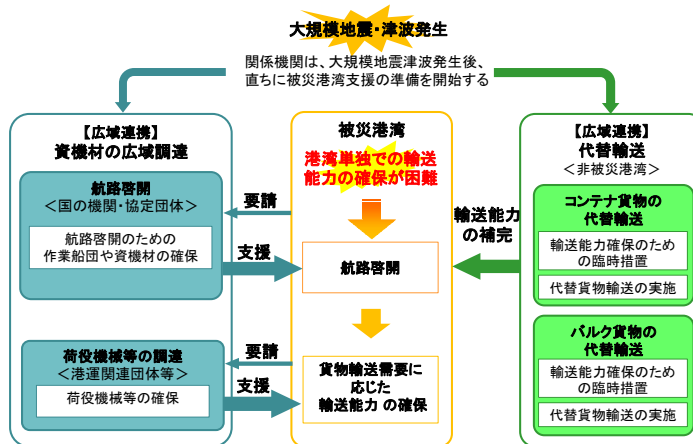 大規模地震・津波発生
関係機関は、大規模地震津波発生後、
直ちに被災港湾支援の準備を開始する
【広域連携】
資機材の広域調達
航路啓開
＜国の機関・協定団体＞
航路啓開のための
作業船団や資機材の確保
荷役機械等の調達
＜港運関連団体等＞
荷役機械等の確保
要請
支援
要請
支援
被災港湾
港湾単独での輸送
能力の確保が困難
航路啓開
貨物輸送需要に
応じた
輸送能力 の確保
輸送能力
の補完
【広域連携】
代替輸送
＜非被災港湾＞
コンテナ貨物の
代替輸送
輸送能力確保のため
の臨時措置
代替貨物輸送の実施
バルク貨物の
代替輸送
輸送能力確保のため
の臨時措置
代替貨物輸送の実施